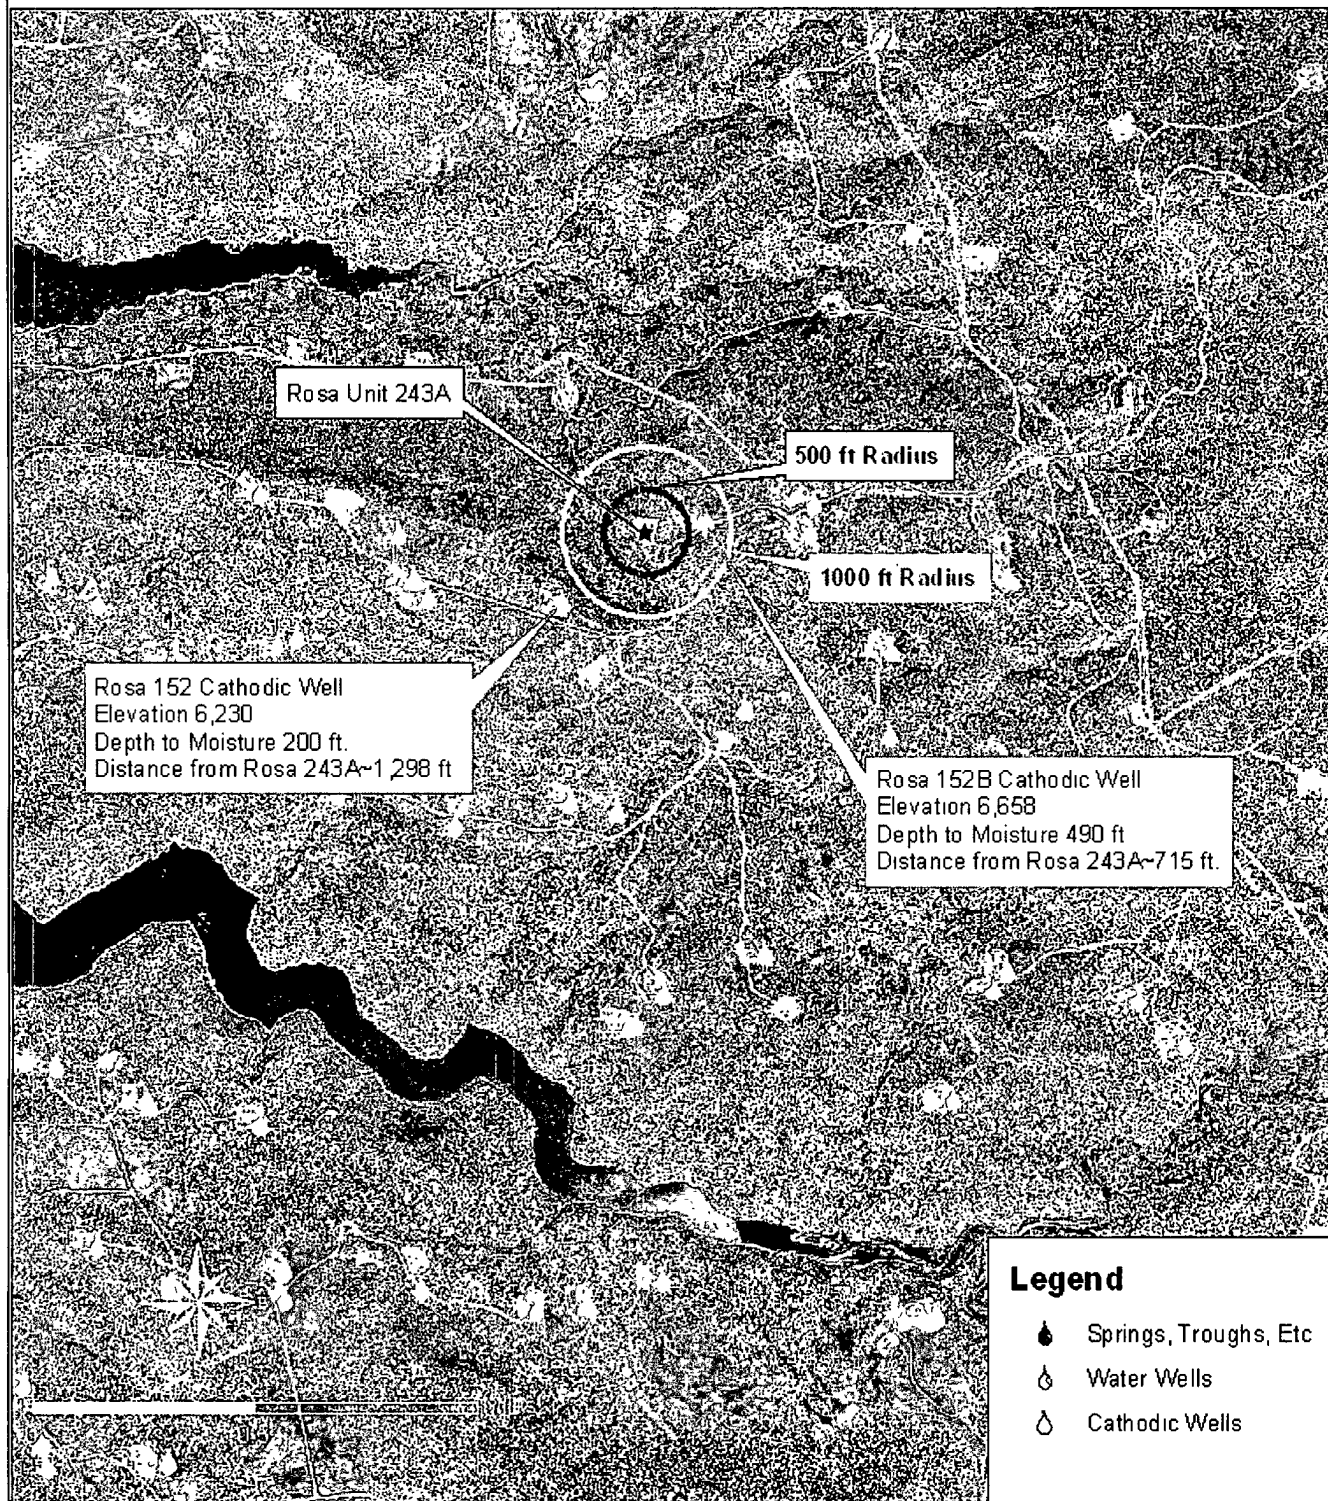 Rosa Unit 243A
500 ft Radius
1000 ft Radius
Rosa 152 Cathodic Well
Elevation 6,230
Depth to Moisture 200 ft.
Distance from Rosa 243A~1,298 ft
Rosa 152B Cathodic Well
Elevation 6,658
Depth to Moisture 490 ft
Distance from Rosa 243A~715 ft.
Legend
Springs, Troughs, Etc
Water Wells
Cathodic Wells